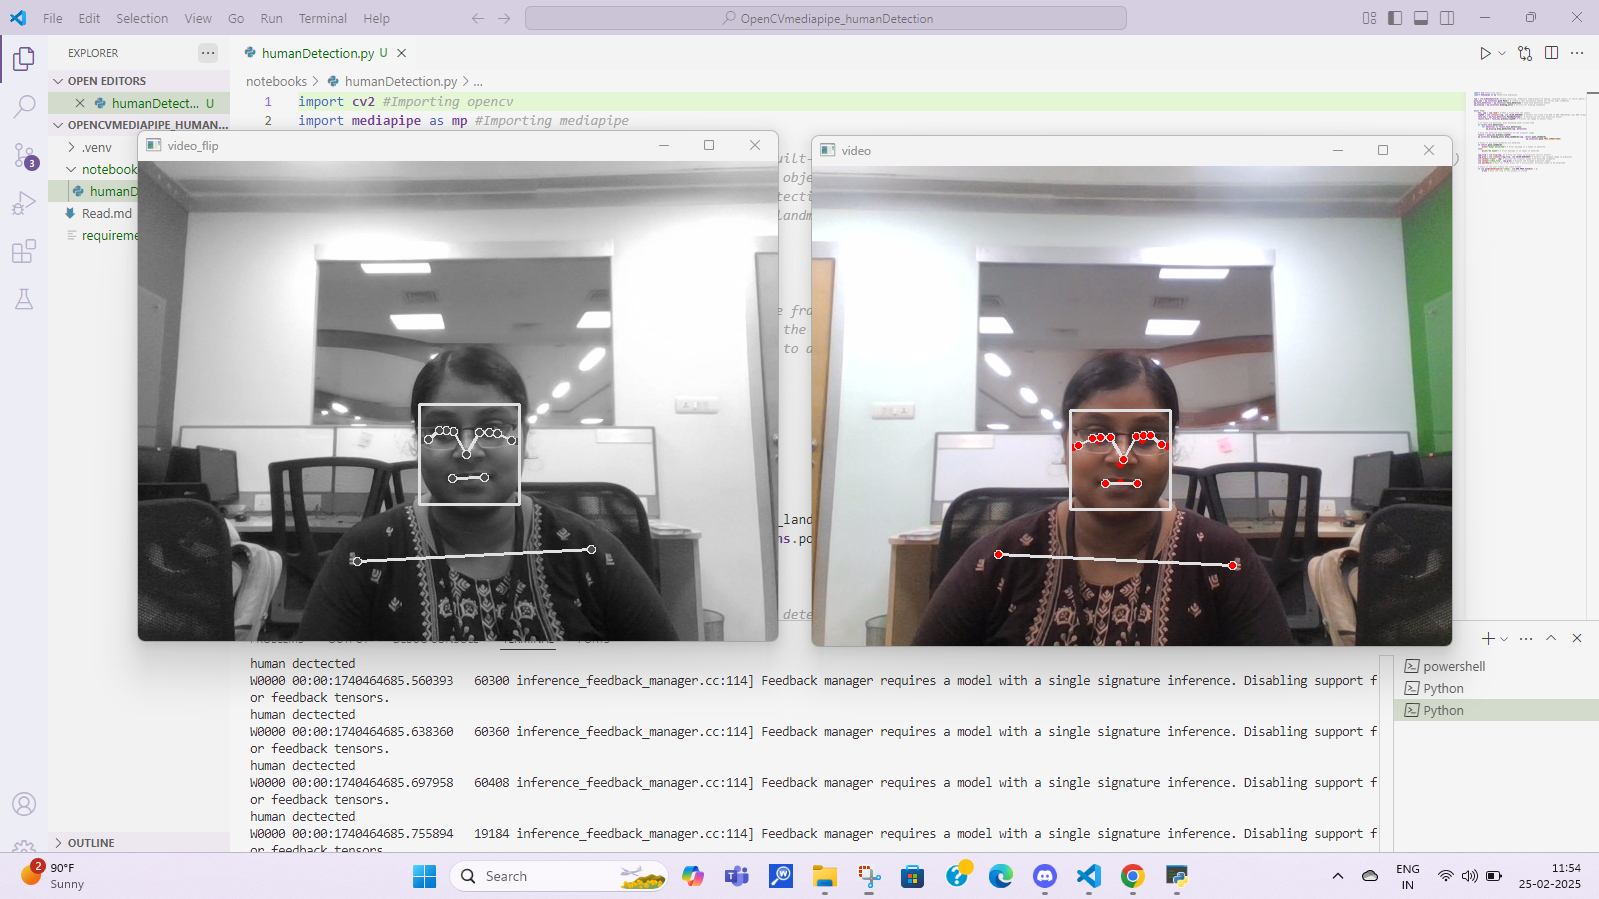 File Edit Selection View Go Run Terminal Help
OpenCVmediapipe_humanDetection
EXPLORER
humanDetection.py U
OPEN EDITORS
notebooks > humanDetection.py > ...
humanDetect... U
1 import cv2 #Importing opencv
OPENCVMEDIAPIPE_HUMAN...
2 import mediapipe as mp #Importing mediapipe
.venv
video_flip
video
notebook
uilt-
)
obje
humanD
tecti
Read.md
landm
requireme
3
e fra
the
to d
_land
ns.po
dete
TERMINAL
human dectected
W0000 00:00:1740464685.560393 60300 inference_feedback_manager.cc:114] Feedback manager requires a model with a single signature inference. Disabling support f
or feedback tensors.
human dectected
W0000 00:00:1740464685.638360 60360 inference_feedback_manager.cc:114] Feedback manager requires a model with a single signature inference. Disabling support f
or feedback tensors.
human dectected
W0000 00:00:1740464685.697958 60408 inference_feedback_manager.cc:114] Feedback manager requires a model with a single signature inference. Disabling support f
or feedback tensors.
human dectected
W0000 00:00:1740464685.755894 19184 inference_feedback_manager.cc:114] Feedback manager requires a model with a single signature inference. Disabling support f
or feedback tensors.
powershell
Python
Python
OUTLINE
2
90°F
Sunny
Search
ENG
IN
11:54
25-02-2025